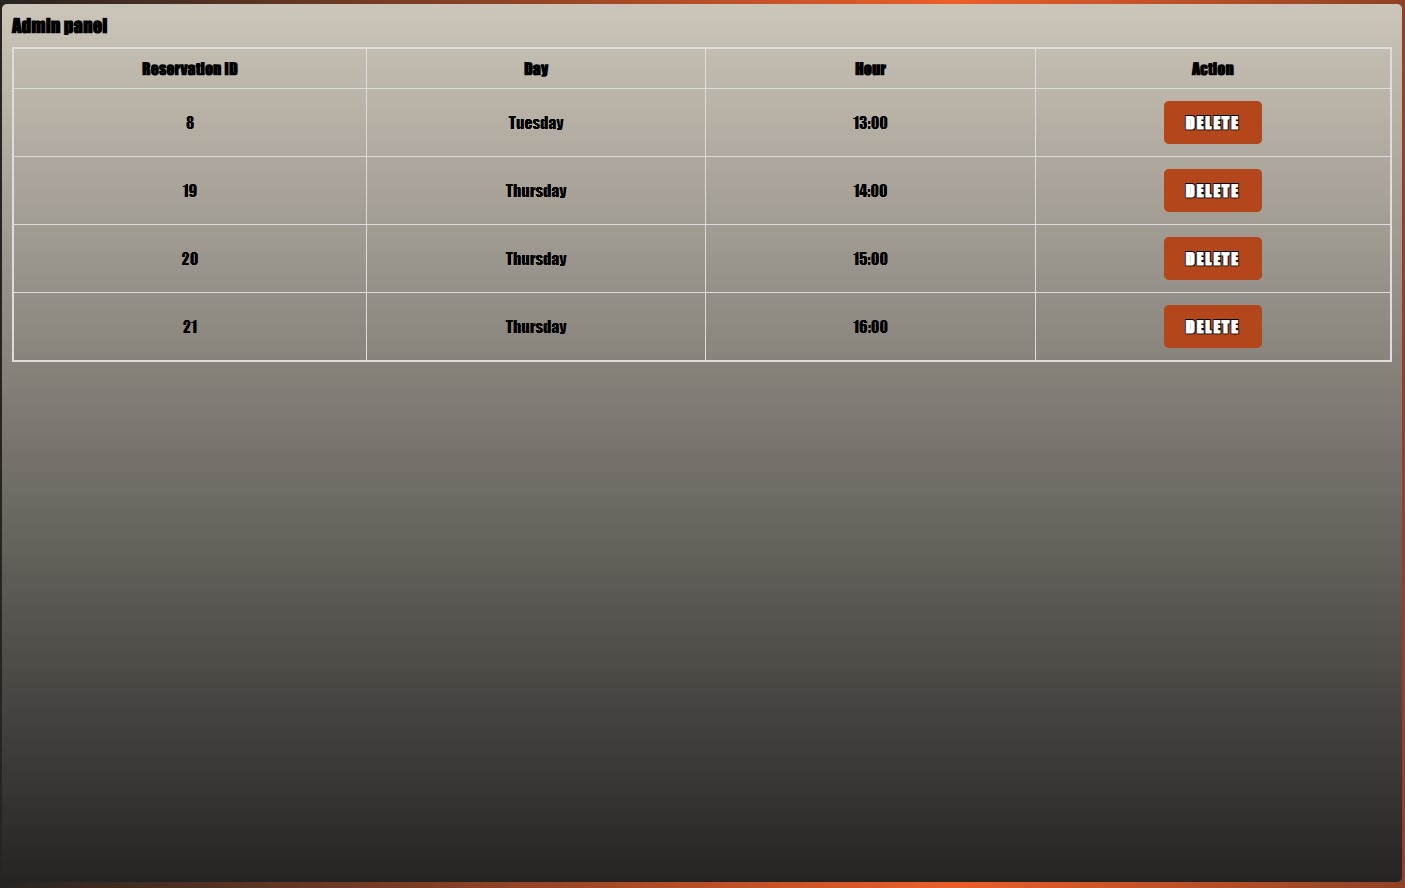 Admin panel
Reservation ID Day Hour Action
8 Tuesday 13:00 DELETE
19 Thursday 14:00 DELETE
20 Thursday 15:00 DELETE
21 Thursday 16:00 DELETE